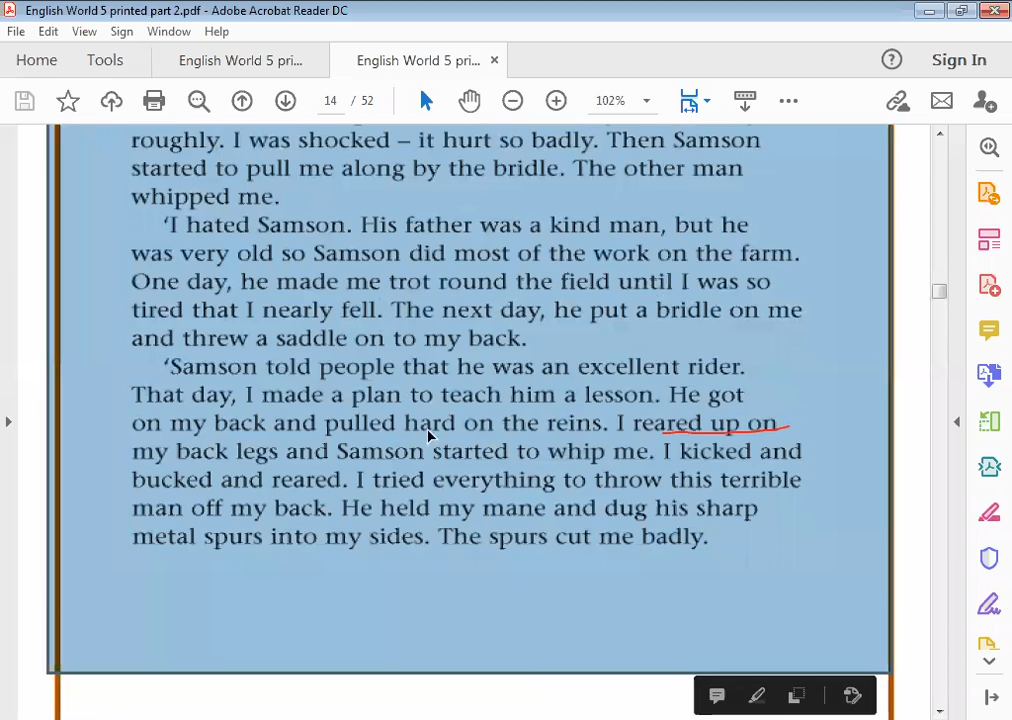 English World 5 printed part 2.pdf - Adobe Acrobat Reader DC
File Edit View Sign Window Help
Home Tools English World 5 pri... English World 5 pri... × Sign In
14 / 52 102%
roughly. I was shocked – it hurt so badly. Then Samson
started to pull me along by the bridle. The other man
whipped me.
‘I hated Samson. His father was a kind man, but he
was very old so Samson did most of the work on the farm.
One day, he made me trot round the field until I was so
tired that I nearly fell. The next day, he put a bridle on me
and threw a saddle on to my back.
‘Samson told people that he was an excellent rider.
That day, I made a plan to teach him a lesson. He got
on my back and pulled hard on the reins. I reared up on
my back legs and Samson started to whip me. I kicked and
bucked and reared. I tried everything to throw this terrible
man off my back. He held my mane and dug his sharp
metal spurs into my sides. The spurs cut me badly.